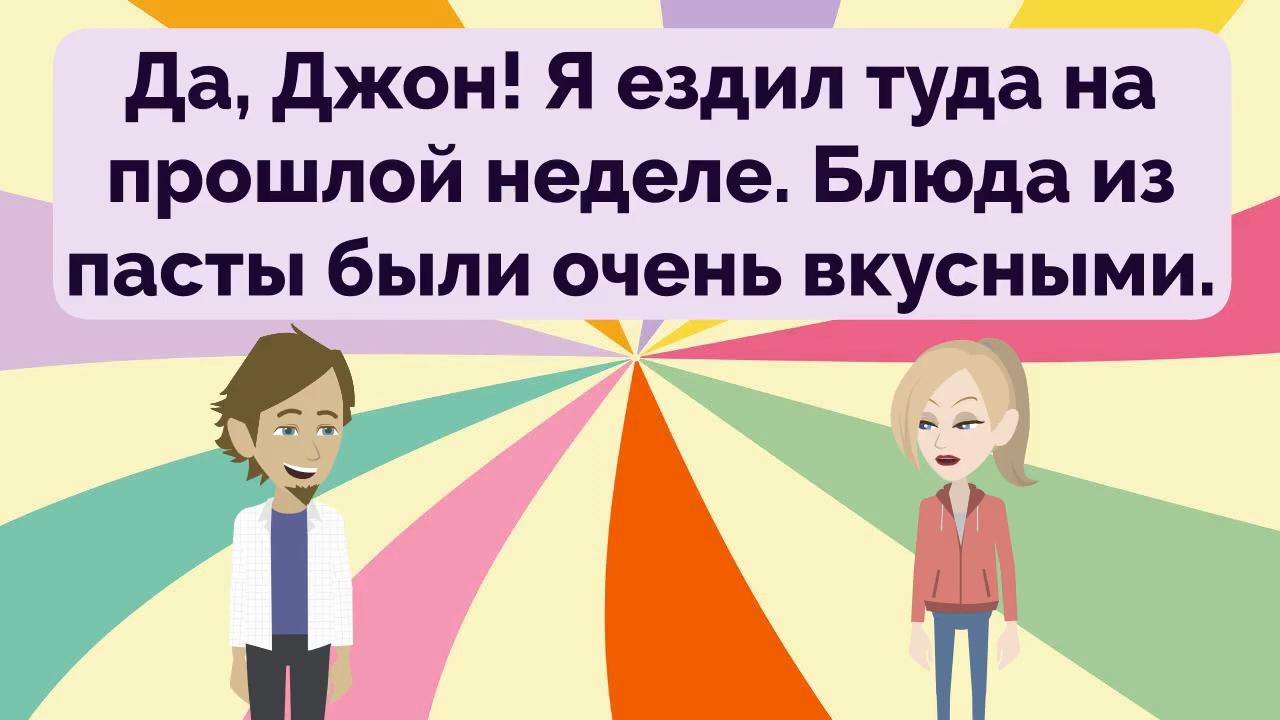 Да, Джон! Я ездил туда на
прошлой неделе. Блюда из
пасты были очень вкусными.